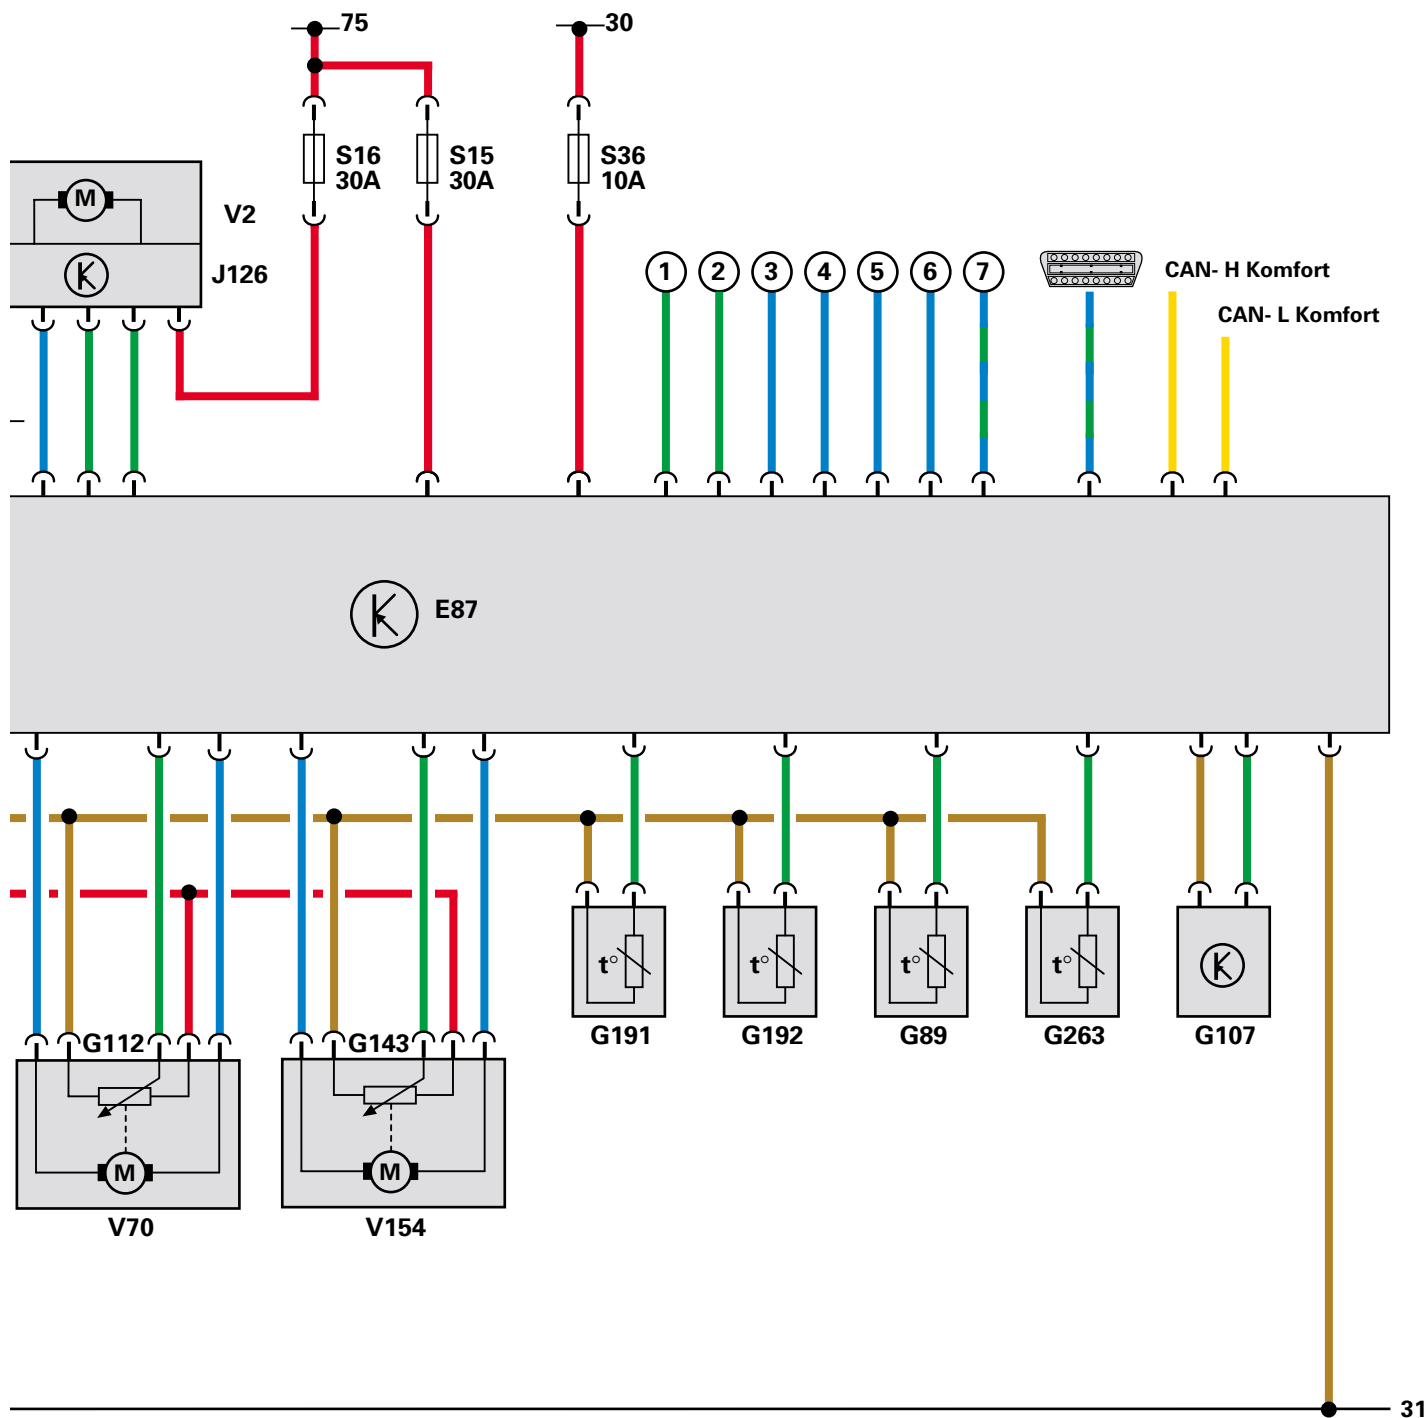 75
30
S16
30A
S15
30A
S36
10A
M
V2
J126
1
2
3
4
5
6
7
CAN- H Komfort
CAN- L Komfort
E87
t°
t°
t°
t°
G112
G143
G191
G192
G89
G263
G107
M
M
V70
V154
31